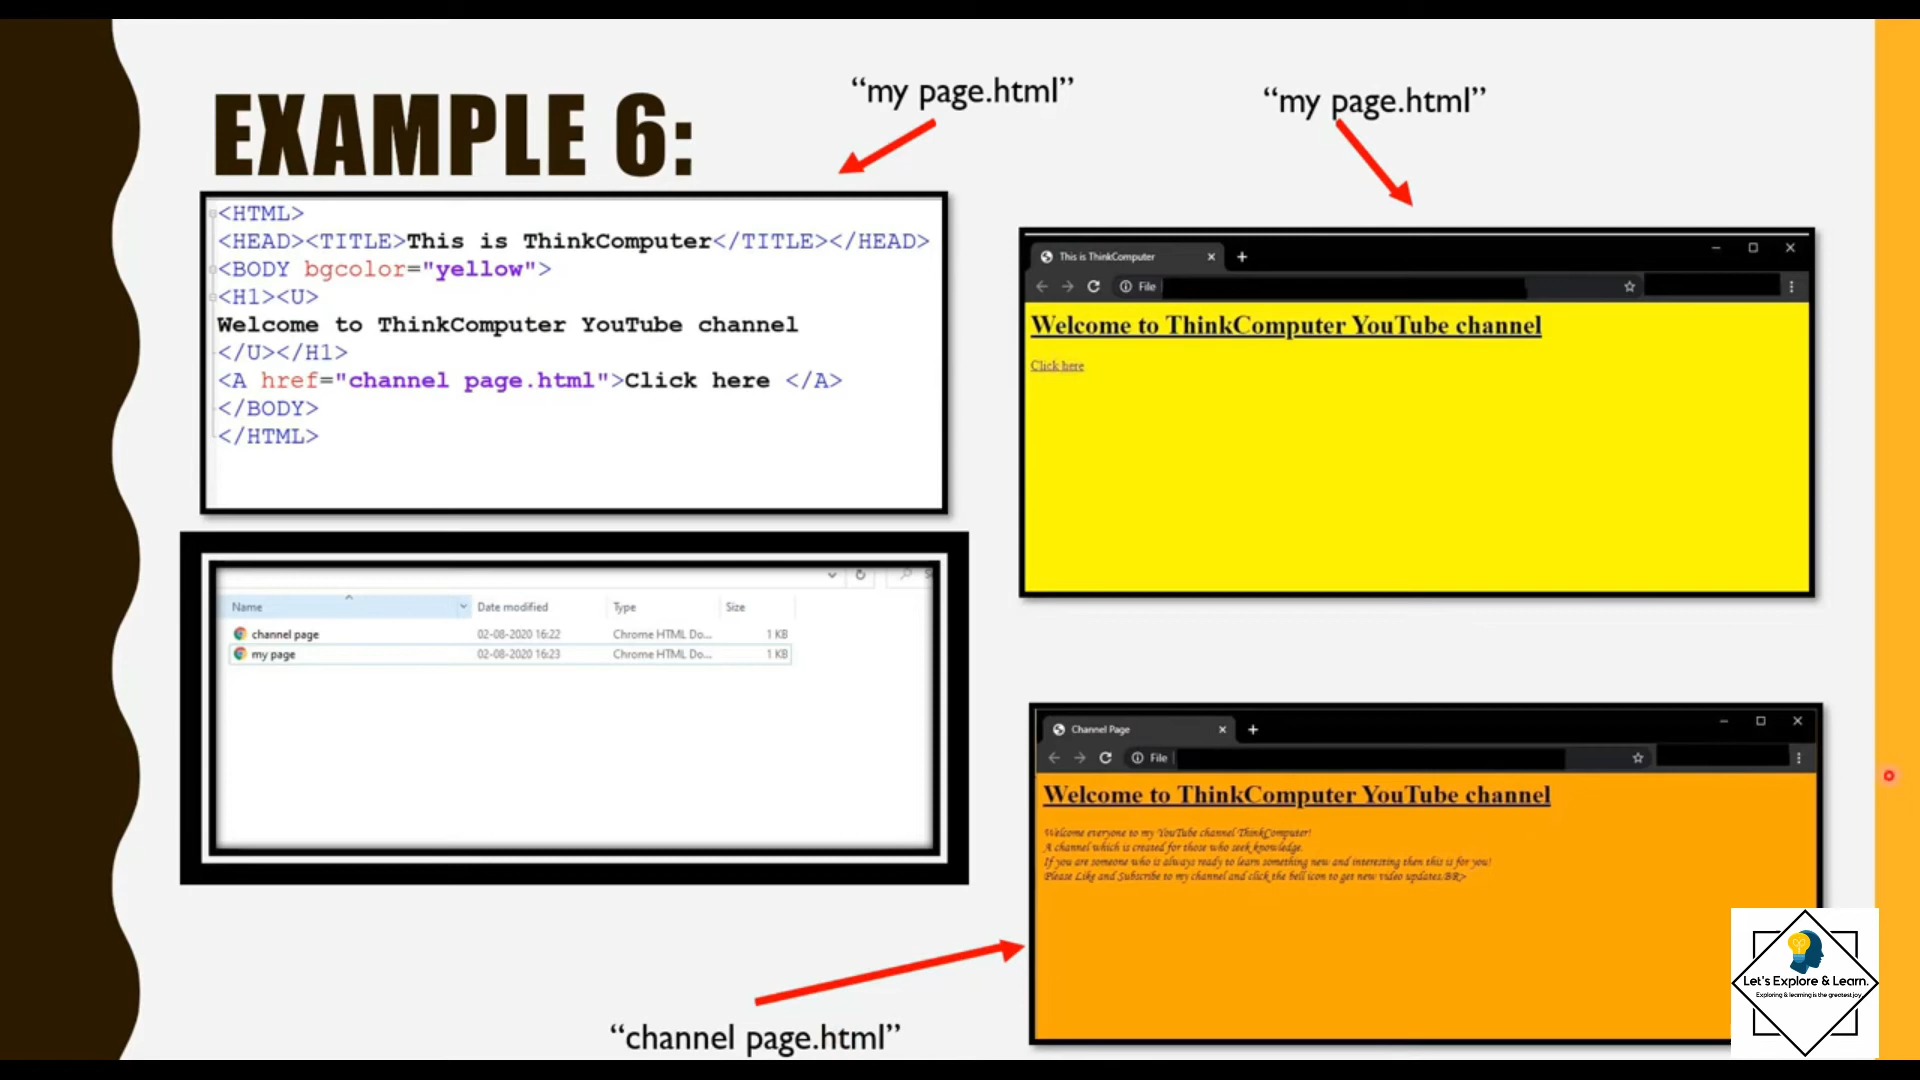 EXAMPLE 6:
“my page.html”
“my page.html”
<HTML>
<HEAD><TITLE>This is ThinkComputer</TITLE></HEAD>
<BODY bgcolor="yellow">
<H1><U>
Welcome to ThinkComputer YouTube channel
</U></H1>
<A href="channel page.html">Click here </A>
</BODY>
</HTML>
This is ThinkComputer
File
Welcome to ThinkComputer YouTube channel
Click here
Name Date modified Type Size
channel page 02-08-2020 16:22 Chrome HTML Do... 1 KB
my page 02-08-2020 16:23 Chrome HTML Do... 1 KB
Channel Page
File
Welcome to ThinkComputer YouTube channel
Welcome everyone to my YouTube channel ThinkComputer!
A channel which is created for those who seek knowledge.
If you are someone who is always ready to learn something new and interesting then this is for you!
Please Like and Subscribe to my channel and click the bell icon to get new video updates.BR>
“channel page.html”
Let's Explore & Learn.
Exploring & learning is the greatest joy